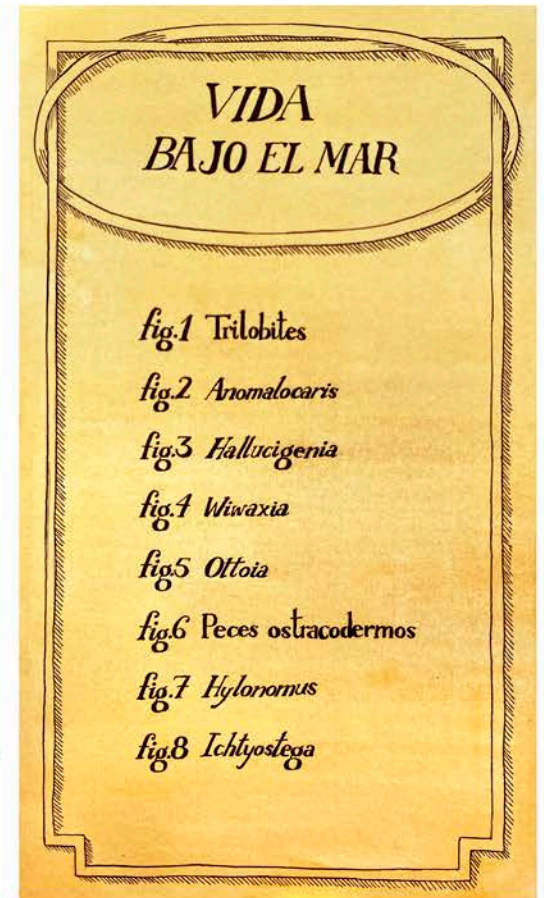 VIDA
BAJO EL MAR
fig.1 Trilobites
fig.2 Anomalocaris
fig.3 Hallucigenia
fig.4 Wiwaxia
fig.5 Ottoia
fig.6 Peces ostracodermos
fig.7 Hylonomus
fig.8 Ichtyostega